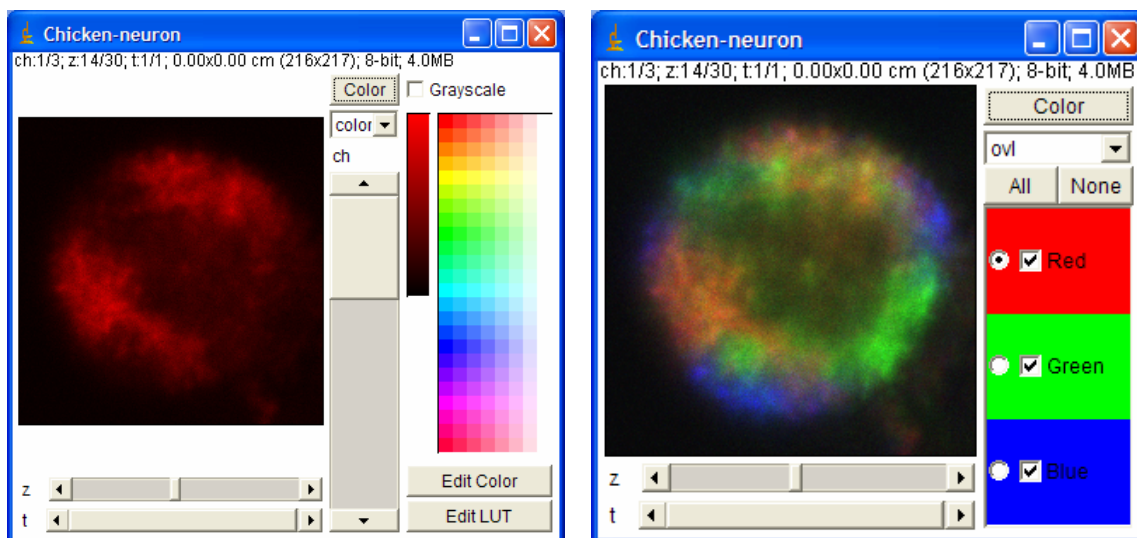 Chicken-neuron
ch:1/3; z:14/30; t:1/1; 0.00x0.00 cm (216x217); 8-bit; 4.0MB
Color
Grayscale
color
ch
Edit Color
Edit LUT
z
t
Chicken-neuron
ch:1/3; z:14/30; t:1/1; 0.00x0.00 cm (216x217); 8-bit; 4.0MB
Color
ovl
All None
Red
Green
Blue
z
t